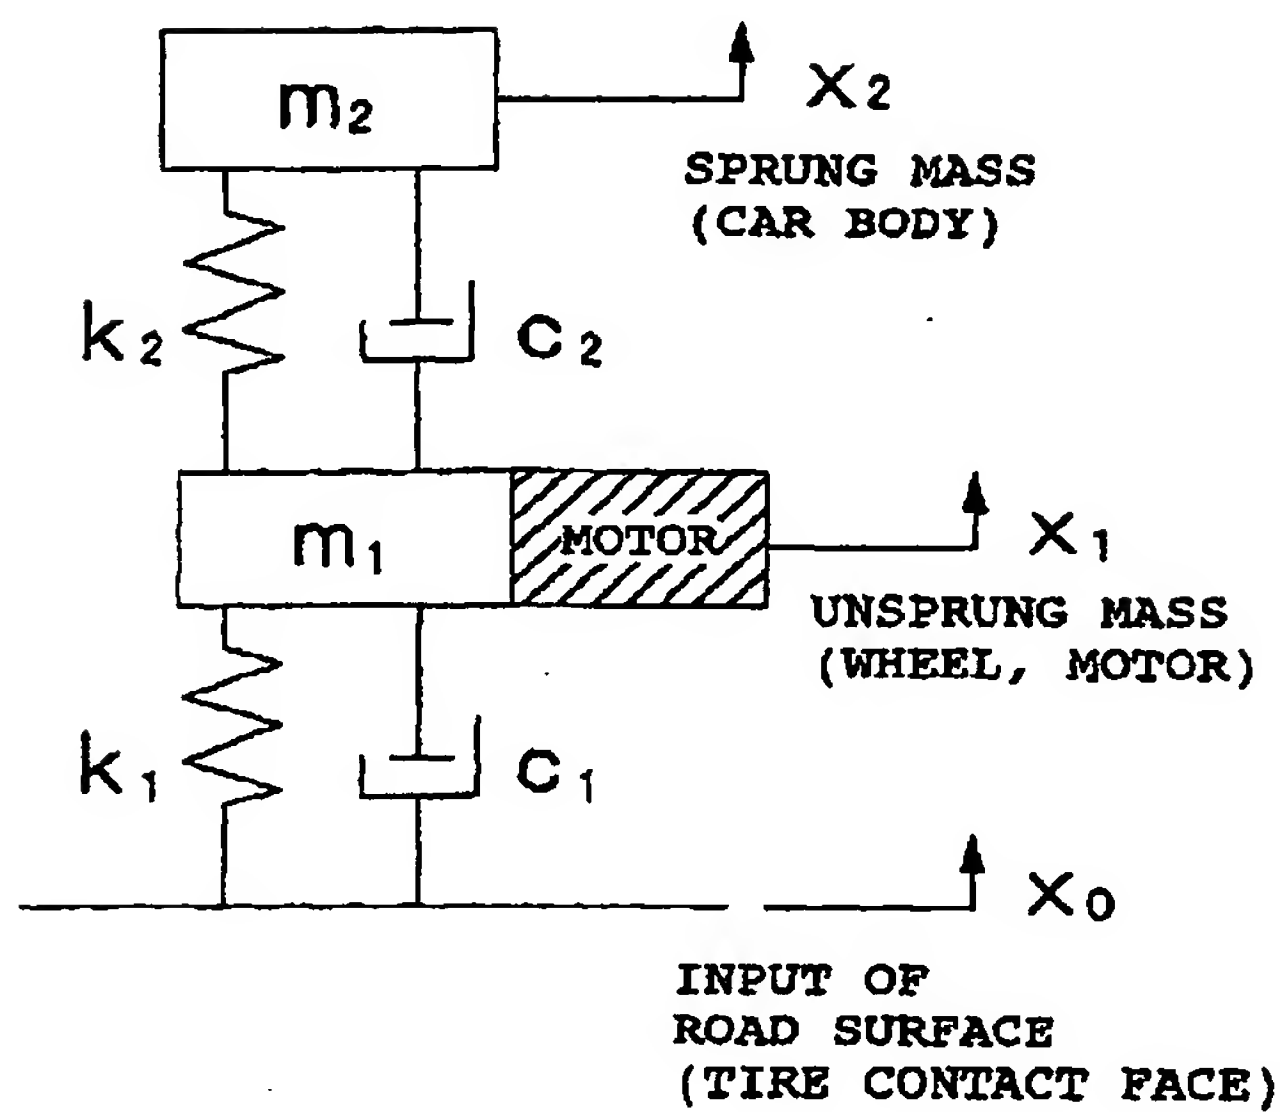 m₂
x₂
SPRUNG MASS
(CAR BODY)
k₂
c₂
m₁
MOTOR
x₁
UNSPRUNG MASS
(WHEEL, MOTOR)
k₁
c₁
x₀
INPUT OF
ROAD SURFACE
(TIRE CONTACT FACE)